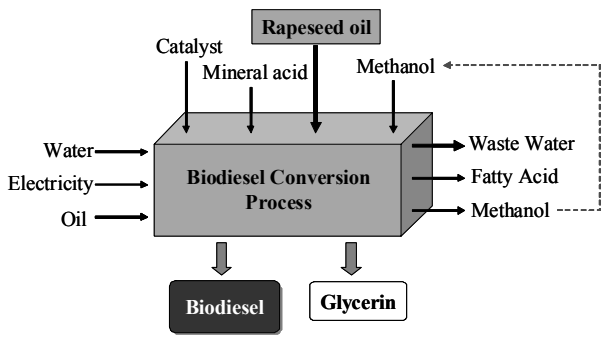 Rapeseed oil
Catalyst
Mineral acid
Methanol
Water
Electricity
Oil
Biodiesel Conversion
Process
Waste Water
Fatty Acid
Methanol
Biodiesel
Glycerin